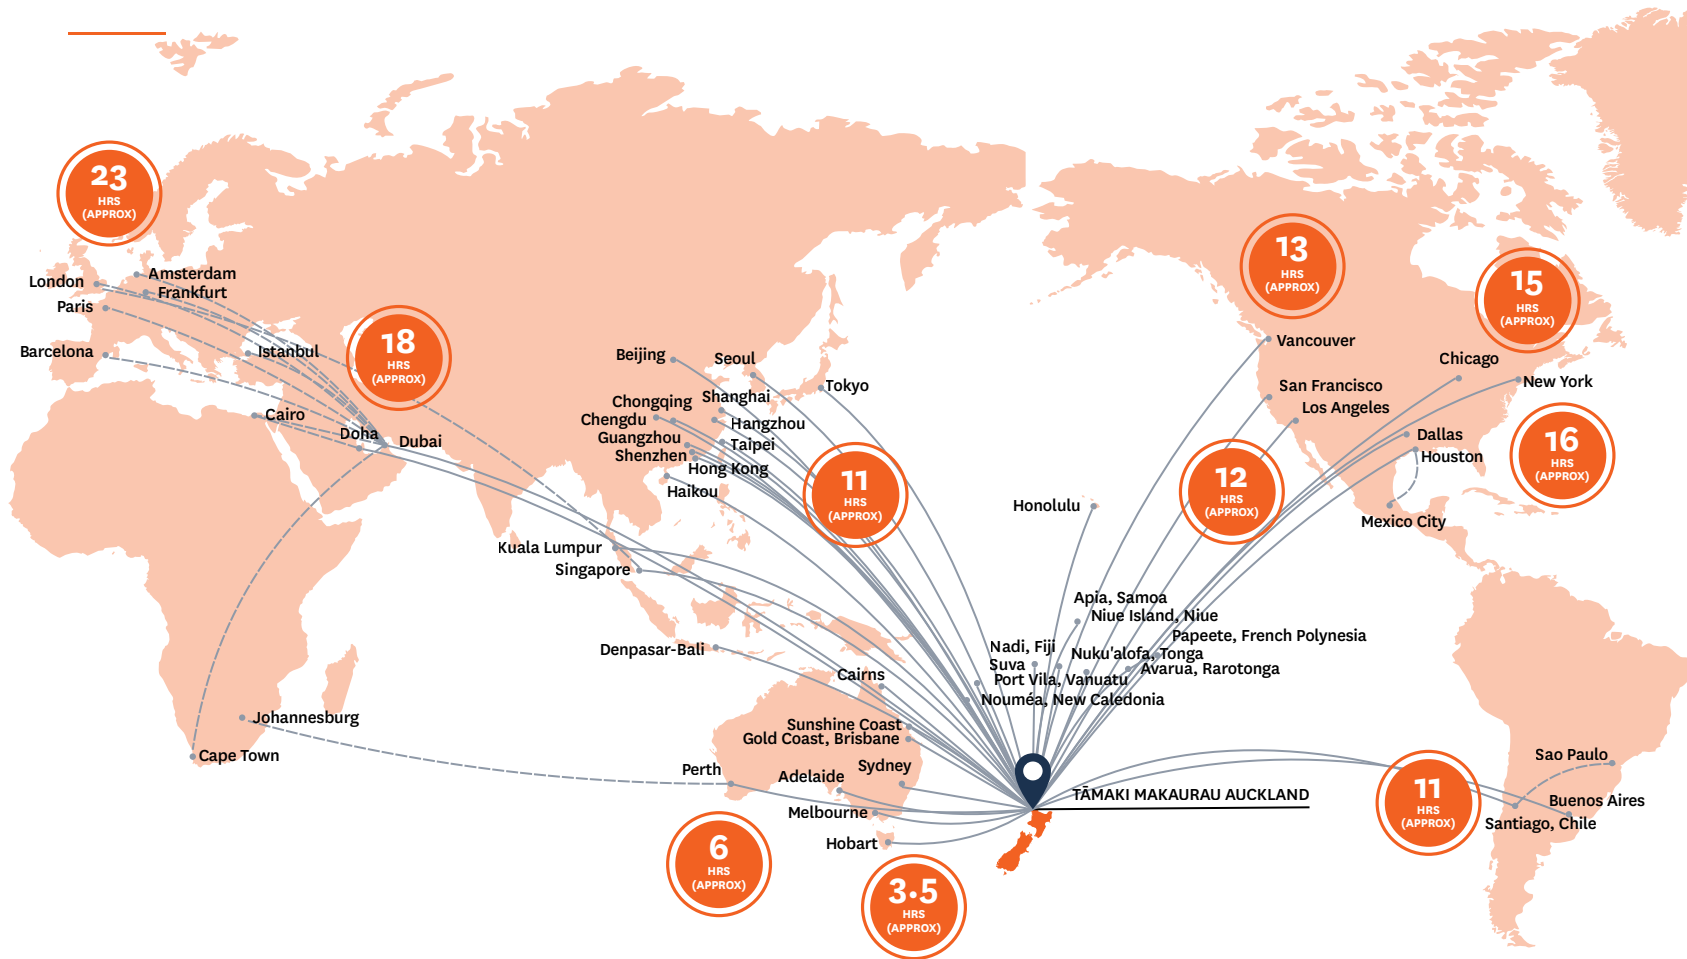 23
HRS
(APPROX)
13
HRS
(APPROX)
15
HRS
(APPROX)
Amsterdam
London
Frankfurt
Paris
18
HRS
(APPROX)
Barcelona
Istanbul
Beijing
Seoul
Vancouver
Chicago
Tokyo
New York
San Francisco
Shanghai
Chongqing
Los Angeles
Cairo
Chengdu
Hangzhou
Doha
Dubai
Guangzhou
Taipei
Dallas
Shenzhen
Houston
16
HRS
(APPROX)
Hong Kong
11
HRS
(APPROX)
12
HRS
(APPROX)
Haikou
Honolulu
Mexico City
Kuala Lumpur
Singapore
Apia, Samoa
Niue Island, Niue
Papeete, French Polynesia
Nadi, Fiji
Denpasar-Bali
Nuku'alofa, Tonga
Suva
Avarua, Rarotonga
Cairns
Port Vila, Vanuatu
Nouméa, New Caledonia
Johannesburg
Sunshine Coast
Gold Coast, Brisbane
Cape Town
Sao Paulo
Perth
Sydney
Adelaide
TĀMAKI MAKAURAU AUCKLAND
11
HRS
(APPROX)
Buenos Aires
Melbourne
Santiago, Chile
Hobart
6
HRS
(APPROX)
3.5
HRS
(APPROX)